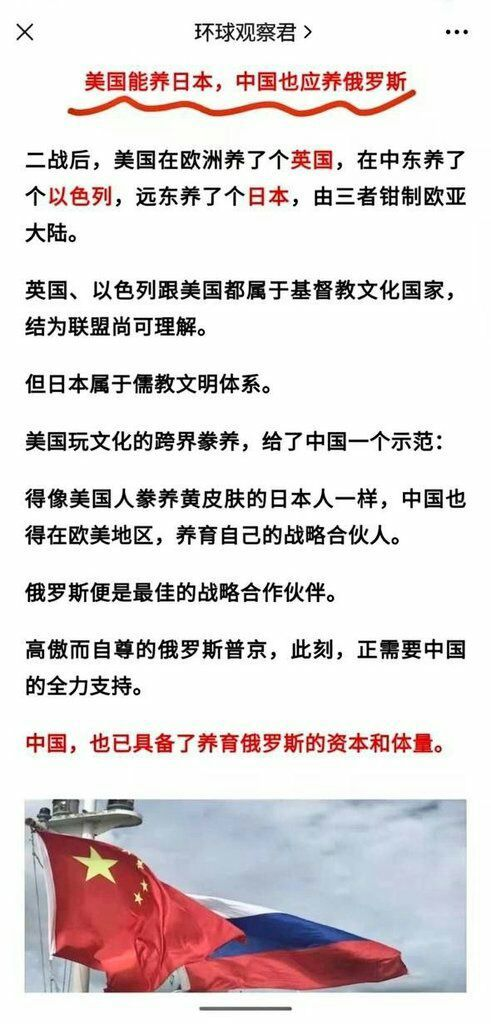 环球观察君
美国能养日本，中国也应养俄罗斯
二战后，美国在欧洲养了个英国，在中东养了
个以色列，远东养了个日本，由三者钳制欧亚
大陆。
英国、以色列跟美国都属于基督教文化国家，
结为联盟尚可理解。
但日本属于儒教文明体系。
美国玩文化的跨界豢养，给了中国一个示范：
得像美国人豢养黄皮肤的日本人一样，中国也
得在欧美地区，养育自己的战略合伙人。
俄罗斯便是最佳的战略合作伙伴。
高傲而自尊的俄罗斯普京，此刻，正需要中国
的全力支持。
中国，也已具备了养育俄罗斯的资本和体量。